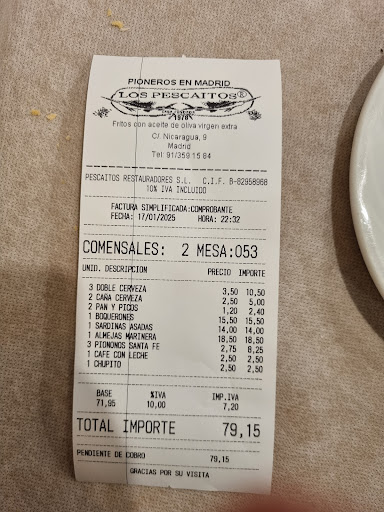 PIONEROS EN MADRID
LOS PESCAITOS®
1978
Fritos con aceite de oliva virgen extra
C/. Nicaragua, 9
Madrid
Tel: 91/359 15 64
PESCAITOS RESTAURADORES S.L. C.I.F. B-82958968
10% IVA INCLUIDO
FACTURA SIMPLIFICADA:COMPROBANTE
FECHA: 17/01/2025 HORA: 22:32
COMENSALES: 2 MESA:053
UNID. DESCRIPCION PRECIO IMPORTE
3 DOBLE CERVEZA 3,50 10,50
2 CAÑA CERVEZA 2,50 5,00
2 PAN Y PICOS 1,20 2,40
1 BOQUERONES 15,50 15,50
1 SARDINAS ASADAS 14,00 14,00
1 ALMEJAS MARINERA 18,50 18,50
3 PIONONOS SANTA FE 2,75 8,25
1 CAFE CON LECHE 2,50 2,50
1 CHUPITO 2,50 2,50
BASE %IVA IMP.IVA
71,95 10,00 7,20
TOTAL IMPORTE 79,15
PENDIENTE DE COBRO 79,15
GRACIAS POR SU VISITA